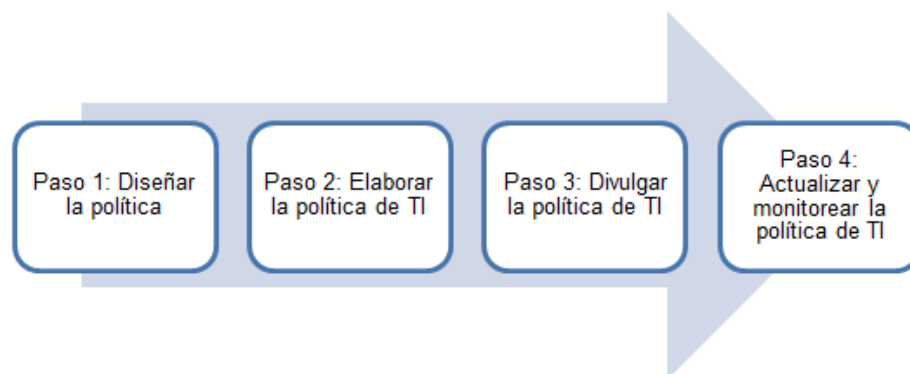 Paso 1: Diseñar
la política
Paso 2: Elaborar
la política de TI
Paso 3: Divulgar
la política de TI
Paso 4:
Actualizar y
monitorear la
política de TI